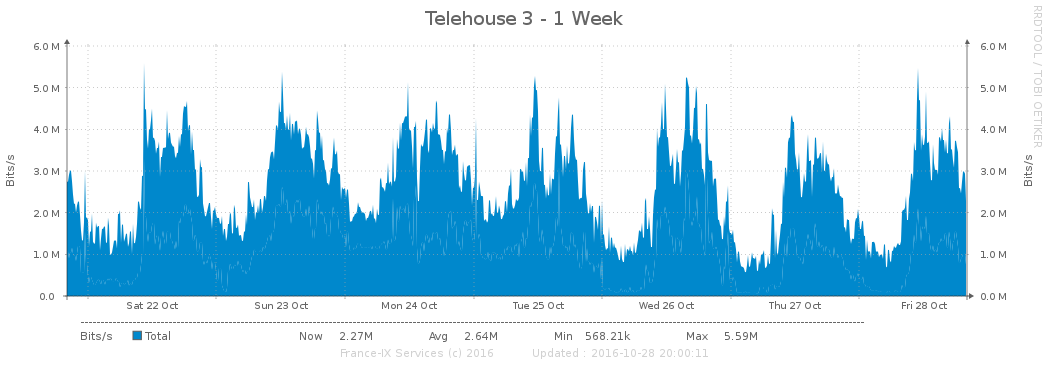 Telehouse 3 - 1 Week
RRDTOOL / TOBI OETIKER
6.0 M 6.0 M
5.0 M 5.0 M
4.0 M 4.0 M
3.0 M 3.0 M
2.0 M 2.0 M
1.0 M 1.0 M
0.0 0.0 M
Bits/s
Bits/s
Sat 22 Oct Sun 23 Oct Mon 24 Oct Tue 25 Oct Wed 26 Oct Thu 27 Oct Fri 28 Oct
Bits/s Total Now 2.27M Avg 2.64M Min 568.21k Max 5.59M
France-IX Services (c) 2016 Updated : 2016-10-28 20:00:11